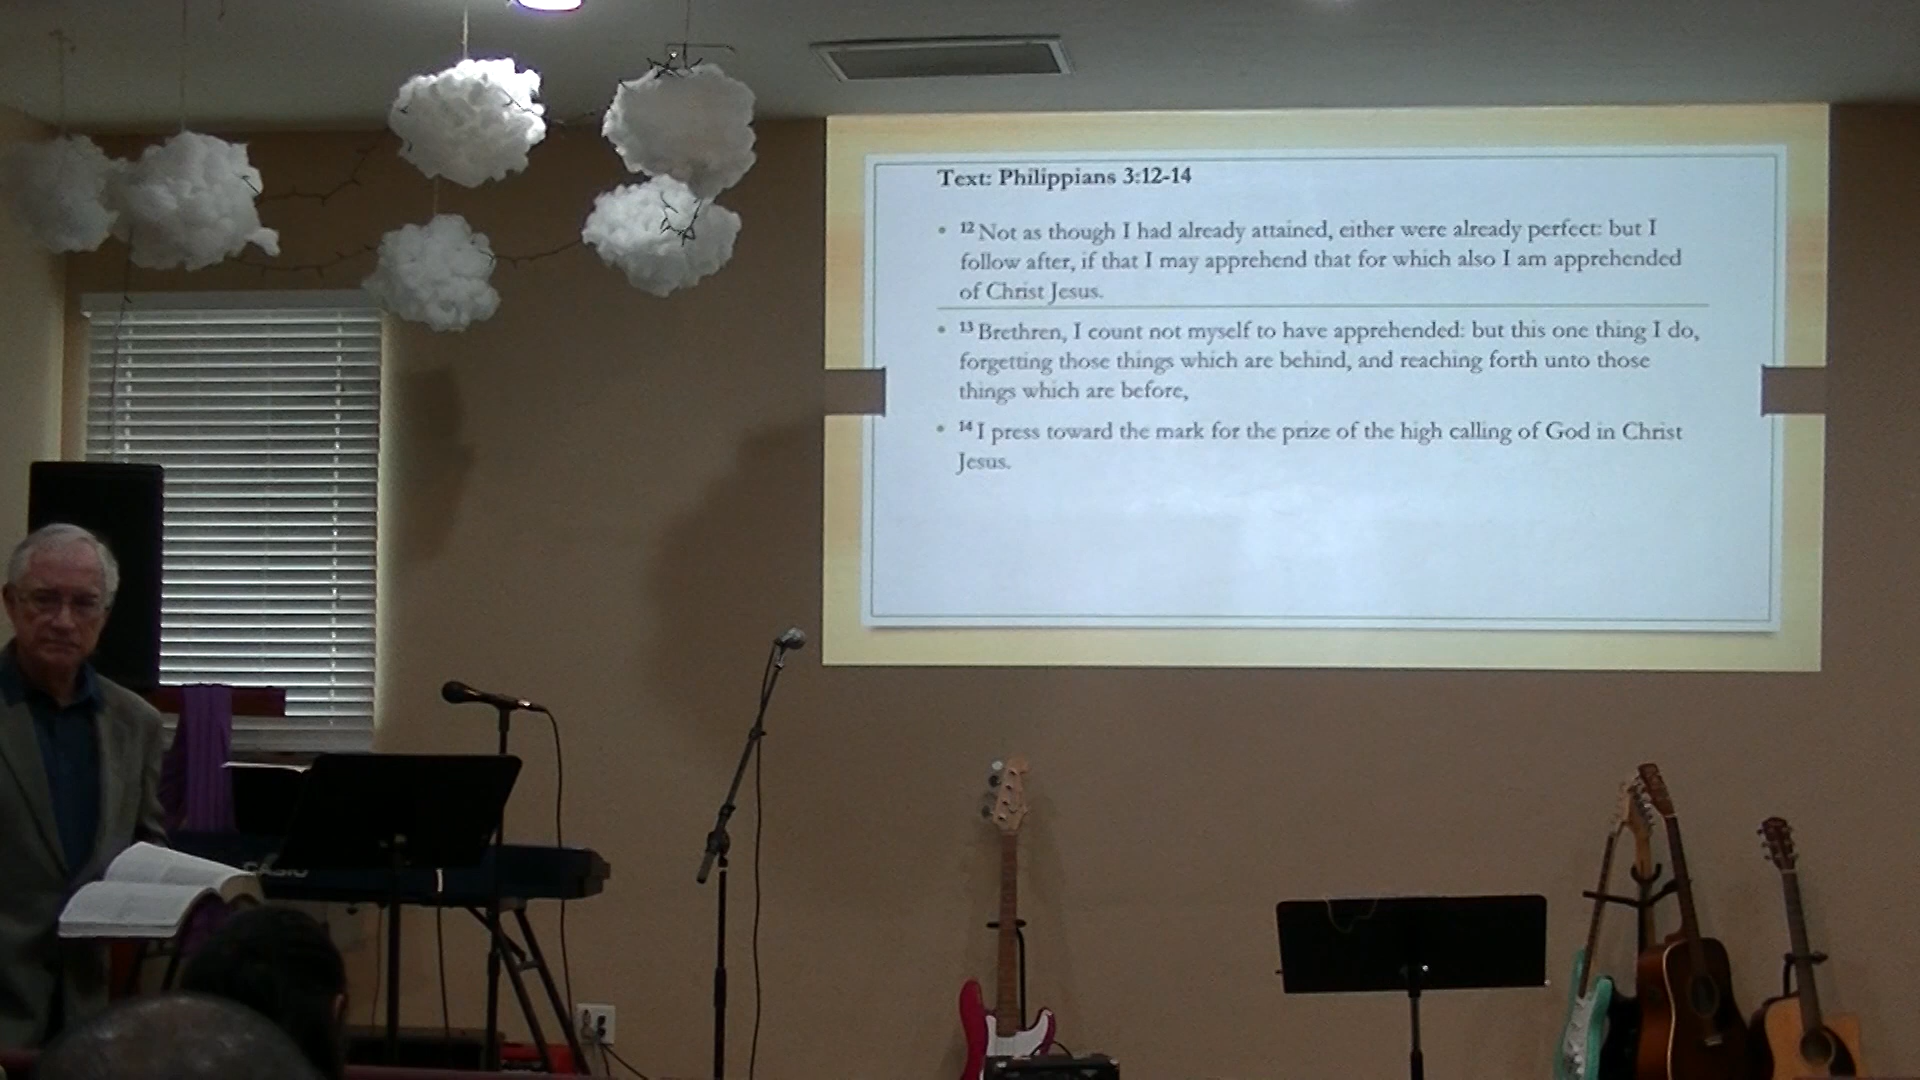 Text: Philippians 3:12-14
• 12 Not as though I had already attained, either were already perfect: but I
follow after, if that I may apprehend that for which also I am apprehended
of Christ Jesus.
• 13 Brethren, I count not myself to have apprehended: but this one thing I do,
forgetting those things which are behind, and reaching forth unto those
things which are before,
• 14 I press toward the mark for the prize of the high calling of God in Christ
Jesus.
CASIO